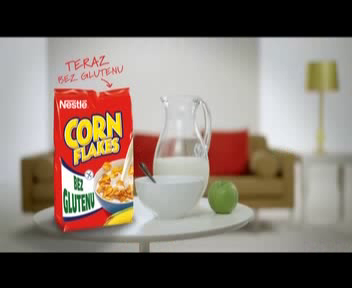 TERAZ
BEZ GLUTENU
Nestlé
CORN
FLAKES
BEZ
GLUTENU